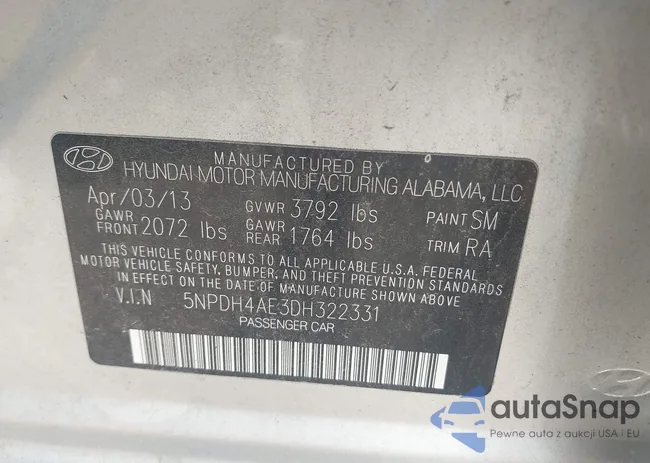 MANUFACTURED BY
HYUNDAI MOTOR MANUFACTURING ALABAMA, LLC
Apr/03/13 GVWR 3792 lbs PAINT SM
GAWR FRONT 2072 lbs GAWR REAR 1764 lbs TRIM RA
THIS VEHICLE CONFORMS TO ALL APPLICABLE U.S.A. FEDERAL
MOTOR VEHICLE SAFETY, BUMPER, AND THEFT PREVENTION STANDARDS
IN EFFECT ON THE DATE OF MANUFACTURE SHOWN ABOVE.
V.I.N 5NPDH4AE3DH322331
PASSENGER CAR
autaSnap
Pewne auta z aukcji USA i EU